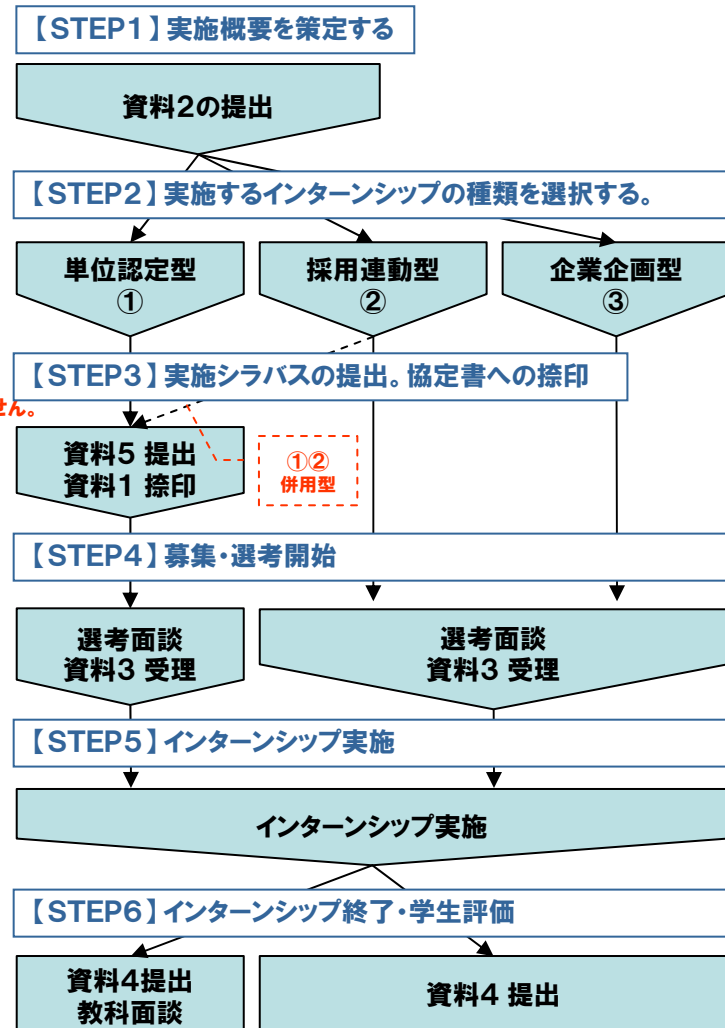 【STEP1】実施概要を策定する
資料2の提出
【STEP2】実施するインターンシップの種類を選択する。
単位認定型
①
採用連動型
②
企業企画型
③
【STEP3】実施シラバスの提出。協定書への捺印
せん。
資料5 提出
資料1 捺印
①②
併用型
【STEP4】募集・選考開始
選考面談
資料3 受理
選考面談
資料3 受理
【STEP5】インターンシップ実施
インターンシップ実施
【STEP6】インターンシップ終了・学生評価
資料4提出
教科面談
資料4 提出